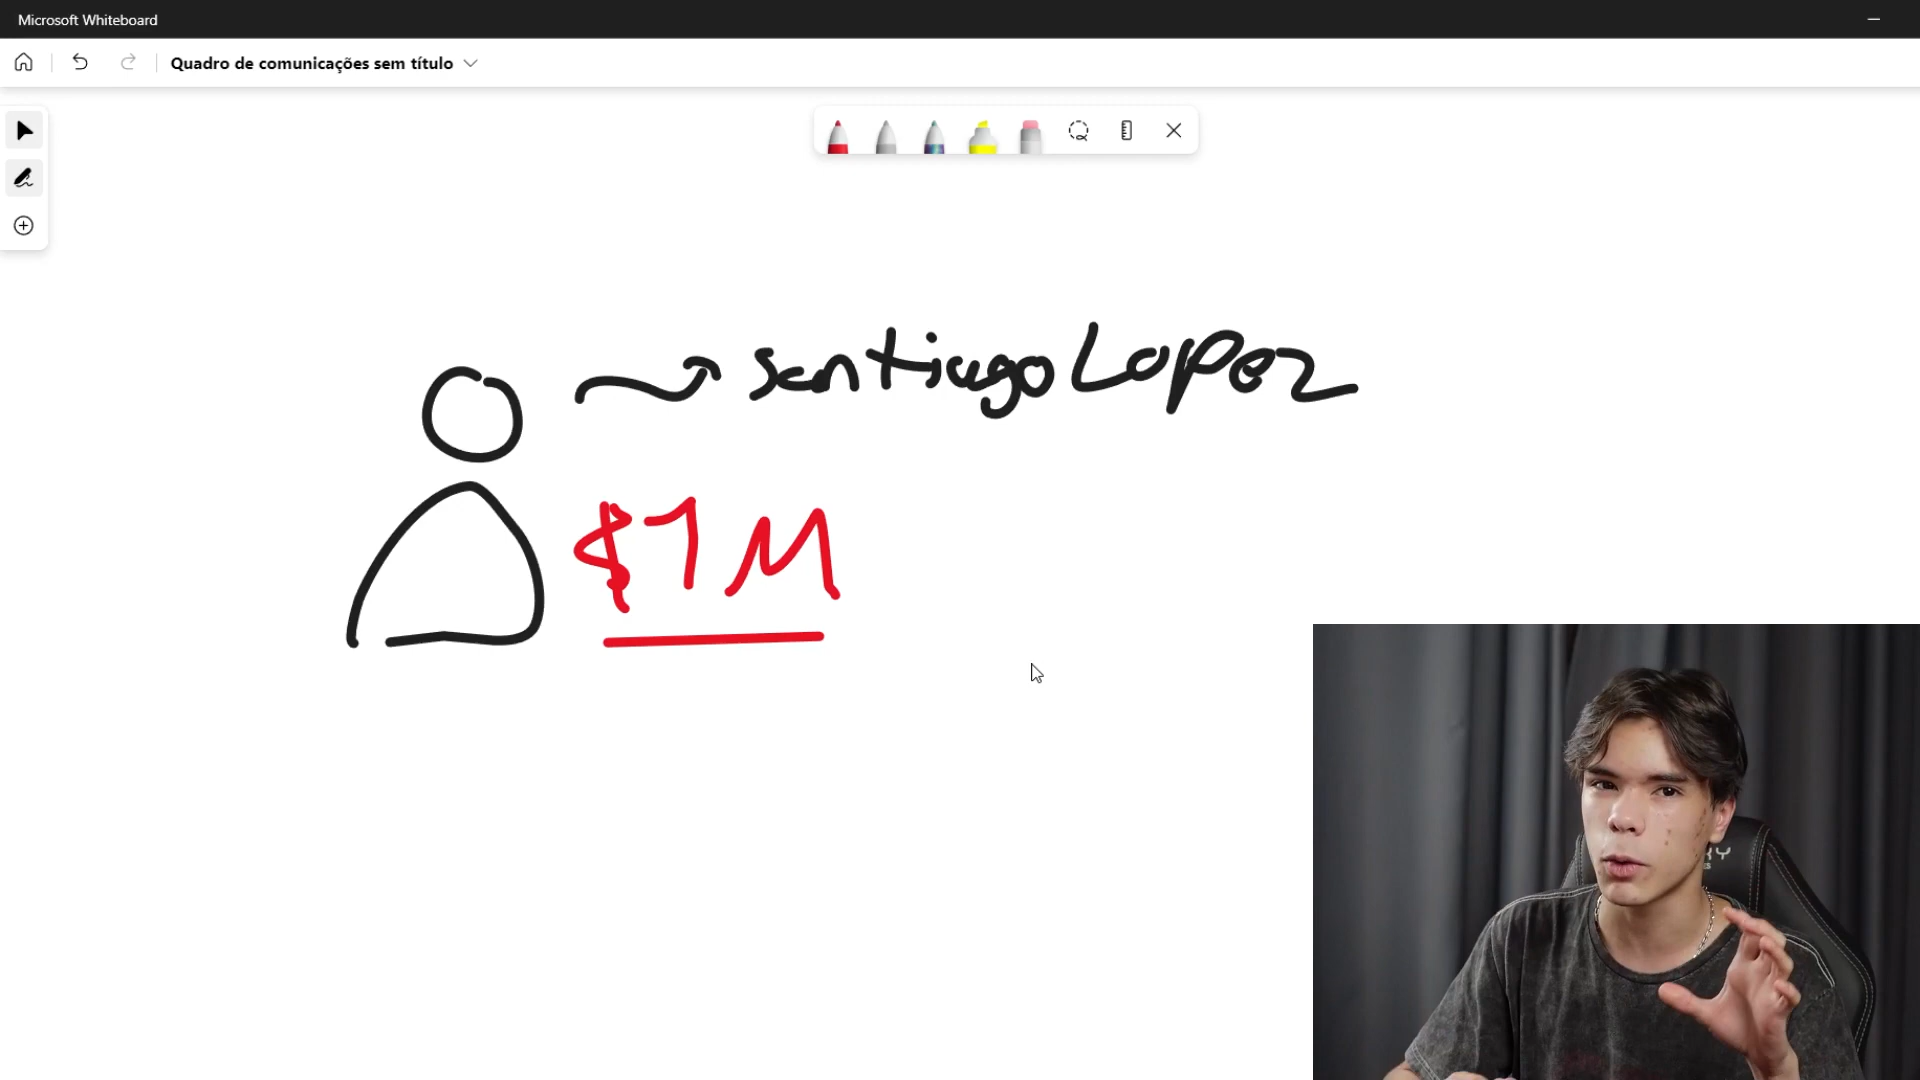 Microsoft Whiteboard
Quadro de comunicações sem título
santiago Lopez
$1M